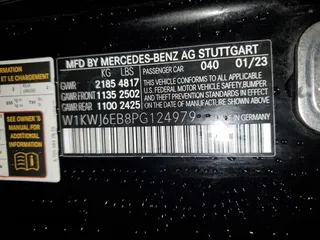 MFD BY MERCEDES-BENZ AG STUTTGART
KG LBS
PASSENGER CAR 040 01/23
GVWR 2185 4817
GAWR 1135 2502
GAWR 1100 2425
THIS VEHICLE CONFORMS TO ALL APPLICABLE
U.S. FEDERAL MOTOR VEHICLE SAFETY, BUMPER
AND THEFT PREVENTION STANDARDS
IN EFFECT ON THE DATE OF
MANUFACTURE SHOWN ABOVE
W1KWJ6EB8PG124979
MADE IN GERMANY
ET LE CHARGEMENT
SEE OWNER'S
MANUAL FOR
ADDITIONAL
INFORMATION